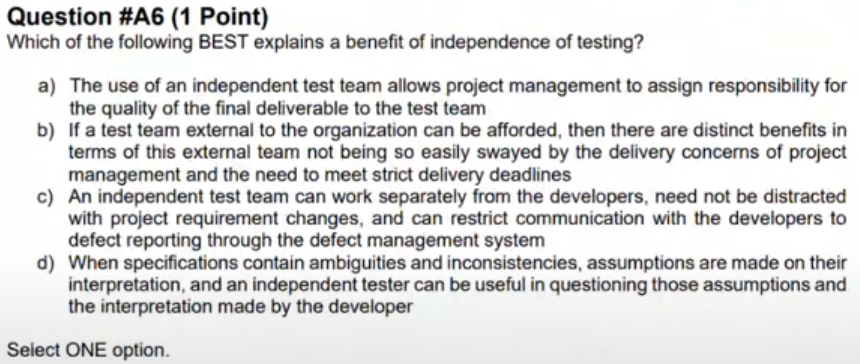 Question #A6 (1 Point)
Which of the following BEST explains a benefit of independence of testing?
a) The use of an independent test team allows project management to assign responsibility for
the quality of the final deliverable to the test team
b) If a test team external to the organization can be afforded, then there are distinct benefits in
terms of this external team not being so easily swayed by the delivery concerns of project
management and the need to meet strict delivery deadlines
c) An independent test team can work separately from the developers, need not be distracted
with project requirement changes, and can restrict communication with the developers to
defect reporting through the defect management system
d) When specifications contain ambiguities and inconsistencies, assumptions are made on their
interpretation, and an independent tester can be useful in questioning those assumptions and
the interpretation made by the developer
Select ONE option.